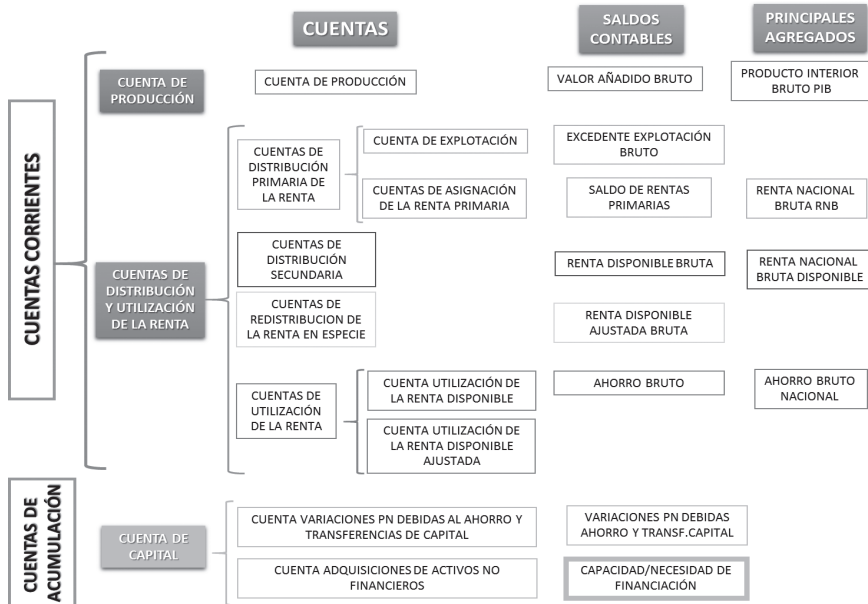 CUENTAS
SALDOS
CONTABLES
PRINCIPALES
AGREGADOS
CUENTAS CORRIENTES
CUENTA DE
PRODUCCIÓN
CUENTA DE PRODUCCIÓN
VALOR AÑADIDO BRUTO
PRODUCTO INTERIOR
BRUTO PIB
CUENTAS DE
DISTRIBUCIÓN
Y UTILIZACIÓN
DE LA RENTA
CUENTAS DE
DISTRIBUCIÓN
PRIMARIA DE
LA RENTA
CUENTA DE EXPLOTACIÓN
EXCEDENTE EXPLOTACIÓN
BRUTO
CUENTAS DE ASIGNACIÓN
DE LA RENTA PRIMARIA
SALDO DE RENTAS
PRIMARIAS
RENTA NACIONAL
BRUTA RNB
CUENTAS DE
DISTRIBUCIÓN
SECUNDARIA
RENTA DISPONIBLE BRUTA
RENTA NACIONAL
BRUTA DISPONIBLE
CUENTAS DE
REDISTRIBUCION DE
LA RENTA EN ESPECIE
RENTA DISPONIBLE
AJUSTADA BRUTA
CUENTAS DE
UTILIZACIÓN
DE LA RENTA
CUENTA UTILIZACIÓN DE
LA RENTA DISPONIBLE
AHORRO BRUTO
AHORRO BRUTO
NACIONAL
CUENTA UTILIZACIÓN DE
LA RENTA DISPONIBLE
AJUSTADA
CUENTAS DE
ACUMULACIÓN
CUENTA DE
CAPITAL
CUENTA VARIACIONES PN DEBIDAS AL AHORRO Y
TRANSFERENCIAS DE CAPITAL
VARIACIONES PN DEBIDAS
AHORRO Y TRANSF.CAPITAL
CUENTA ADQUISICIONES DE ACTIVOS NO
FINANCIEROS
CAPACIDAD/NECESIDAD DE
FINANCIACIÓN